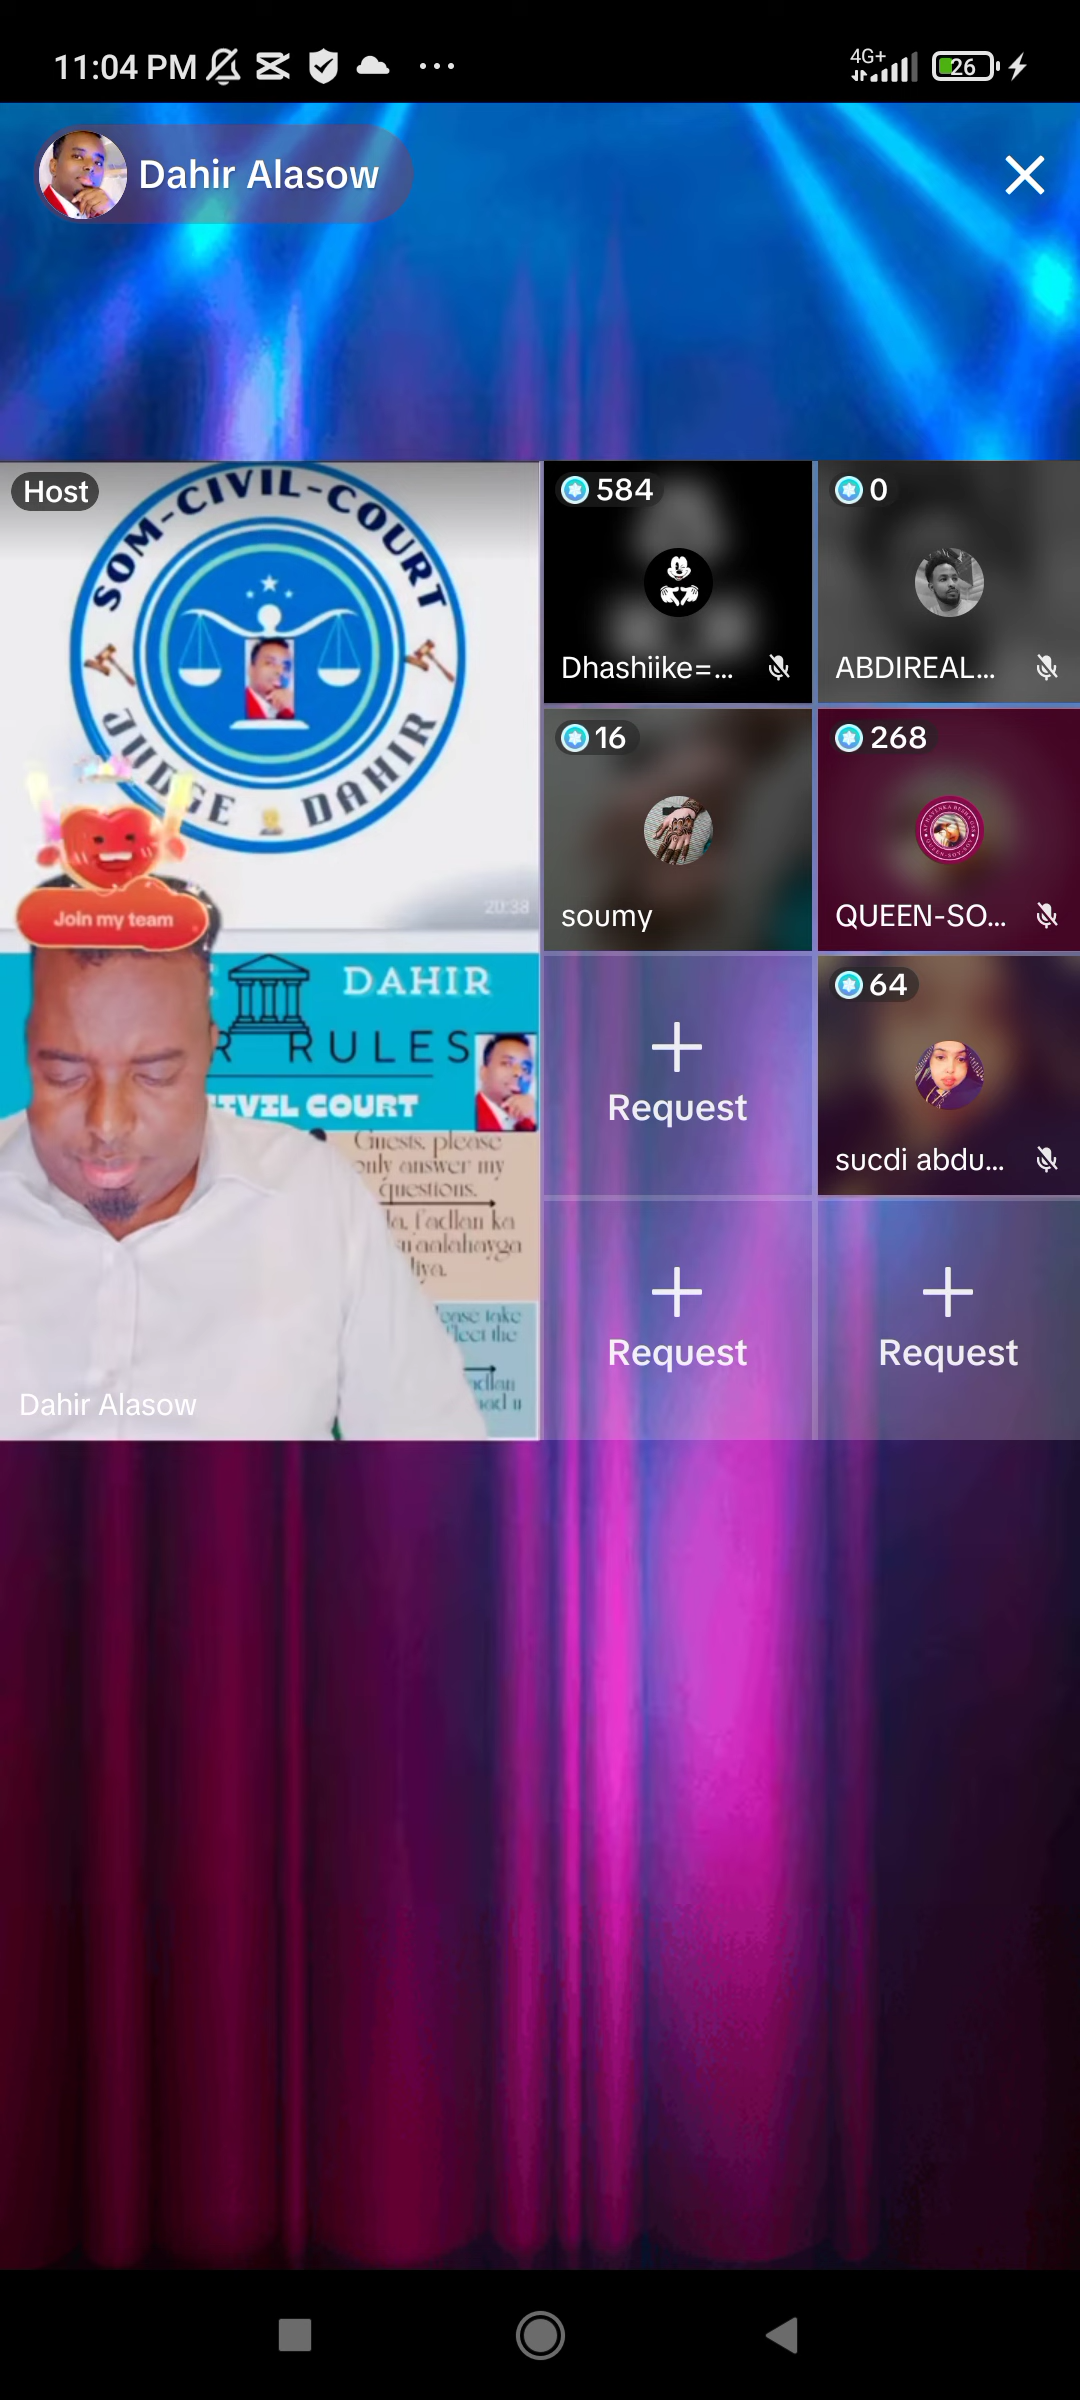 11:04 PM
4G+
26
Dahir Alasow
Host
SOM-CIVIL-COURT
JUDGE DAHIR
20:38
Join my team
DAHIR
RULES
CIVIL COURT
Guests, please
only answer my
questions.
fadlan ka
Dahir Alasow
584
Dhashiike=...
0
ABDIREAL...
16
soumy
268
QUEEN-SO...
Request
64
sucdi abdu...
Request
Request